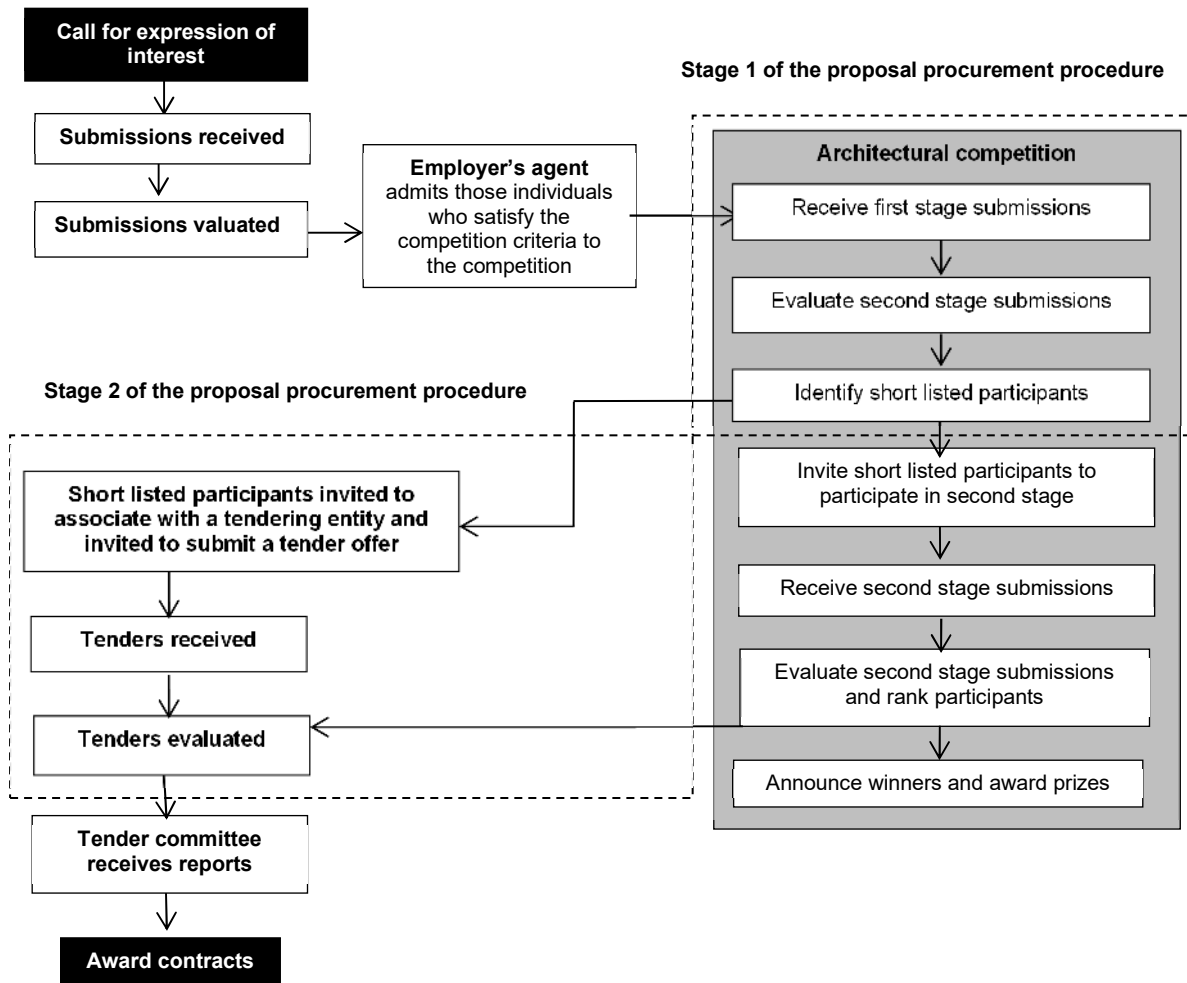 Call for expression of
interest
Stage 1 of the proposal procurement procedure
Submissions received
Submissions valuated
Employer's agent
admits those individuals
who satisfy the
competition criteria to
the competition
Architectural competition
Receive first stage submissions
Evaluate second stage submissions
Identify short listed participants
Stage 2 of the proposal procurement procedure
Short listed participants invited to
associate with a tendering entity and
invited to submit a tender offer
Tenders received
Tenders evaluated
Invite short listed participants to
participate in second stage
Receive second stage submissions
Evaluate second stage submissions
and rank participants
Announce winners and award prizes
Tender committee
receives reports
Award contracts